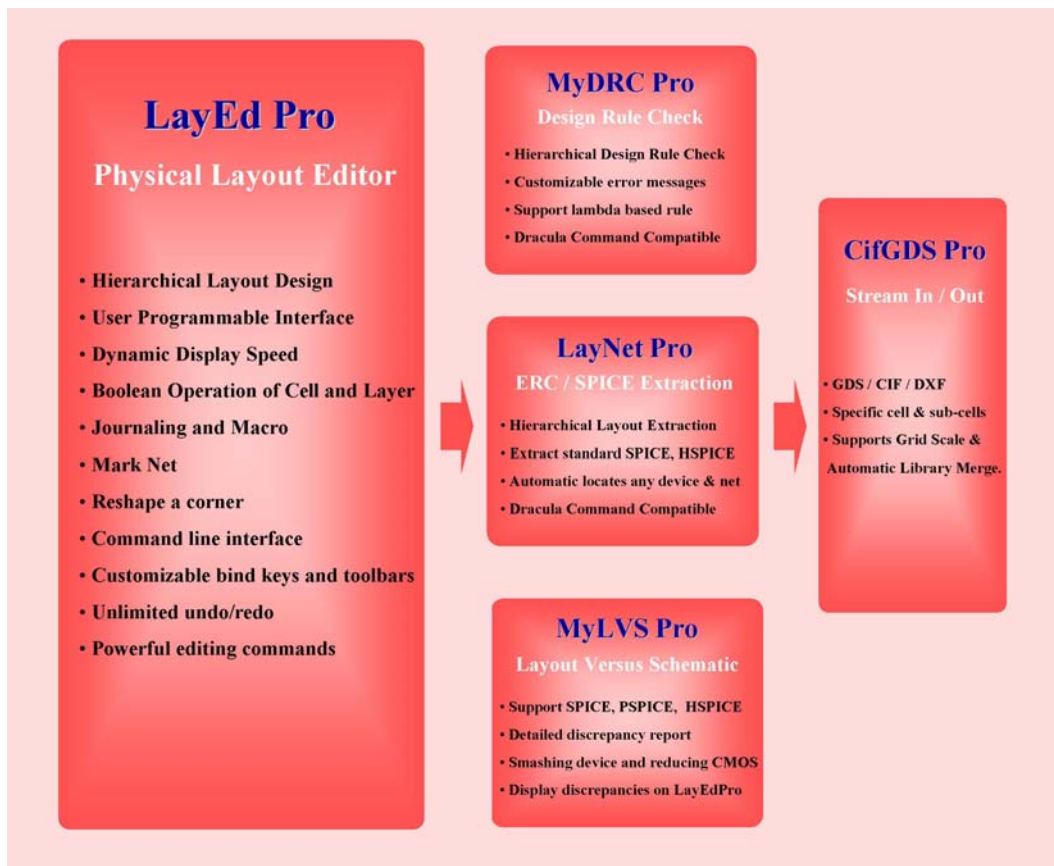 LayEd Pro
Physical Layout Editor
• Hierarchical Layout Design
• User Programmable Interface
• Dynamic Display Speed
• Boolean Operation of Cell and Layer
• Journaling and Macro
• Mark Net
• Reshape a corner
• Command line interface
• Customizable bind keys and toolbars
• Unlimited undo/redo
• Powerful editing commands
MyDRC Pro
Design Rule Check
• Hierarchical Design Rule Check
• Customizable error messages
• Support lambda based rule
• Dracula Command Compatible
LayNet Pro
ERC / SPICE Extraction
• Hierarchical Layout Extraction
• Extract standard SPICE, HSPICE
• Automatic locates any device & net
• Dracula Command Compatible
MyLVS Pro
Layout Versus Schematic
• Support SPICE, PSPICE, HSPICE
• Detailed discrepancy report
• Smashing device and reducing CMOS
• Display discrepancies on LayEdPro
CifGDS Pro
Stream In / Out
• GDS / CIF / DXF
• Specific cell & sub-cells
• Supports Grid Scale &
Automatic Library Merge.